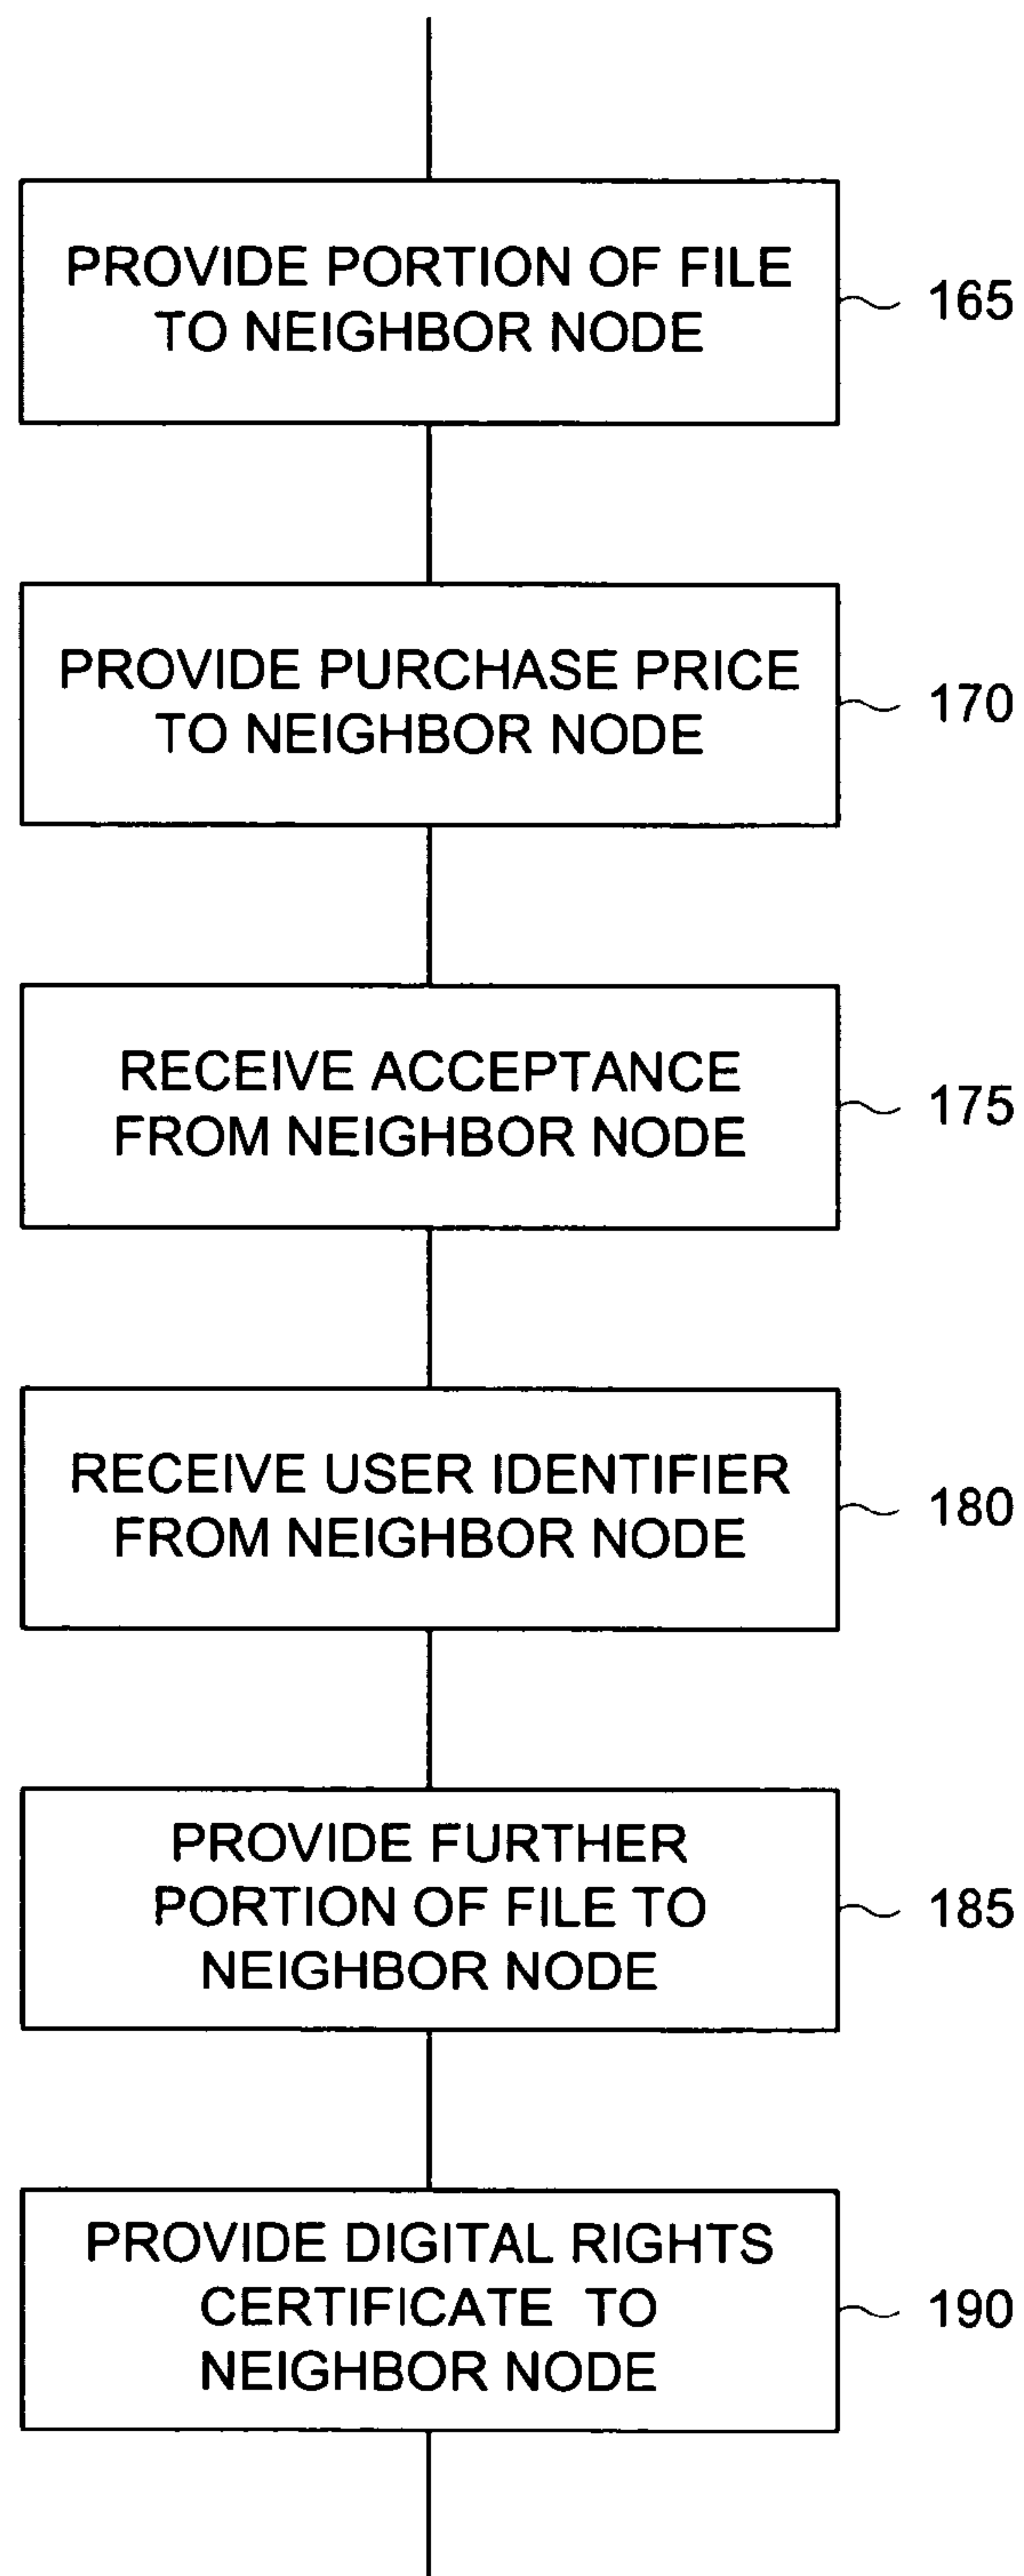 PROVIDE PORTION OF FILE
TO NEIGHBOR NODE
165
PROVIDE PURCHASE PRICE
TO NEIGHBOR NODE
170
RECEIVE ACCEPTANCE
FROM NEIGHBOR NODE
175
RECEIVE USER IDENTIFIER
FROM NEIGHBOR NODE
180
PROVIDE FURTHER
PORTION OF FILE TO
NEIGHBOR NODE
185
PROVIDE DIGITAL RIGHTS
CERTIFICATE TO
NEIGHBOR NODE
190